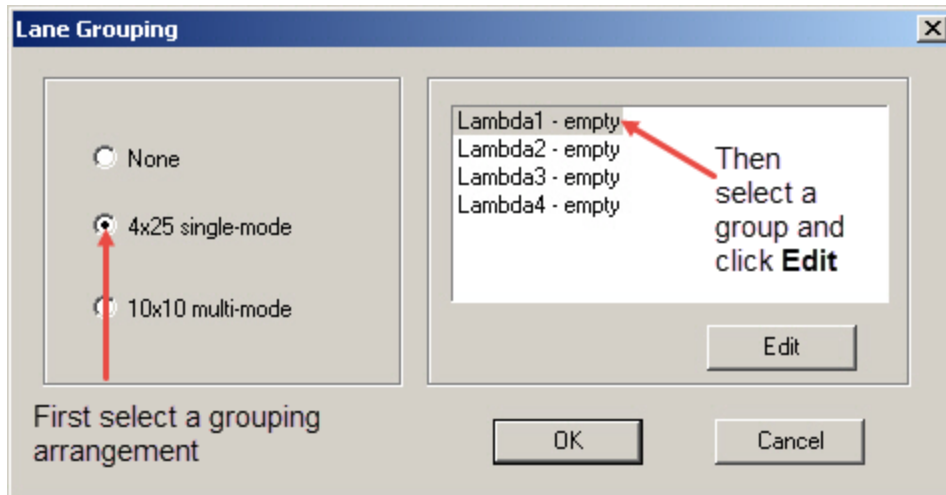 Lane Grouping
None
4x25 single-mode
10x10 multi-mode
First select a grouping
arrangement
Lambda1 - empty
Lambda2 - empty
Lambda3 - empty
Lambda4 - empty
Then
select a
group and
click Edit
Edit
OK
Cancel